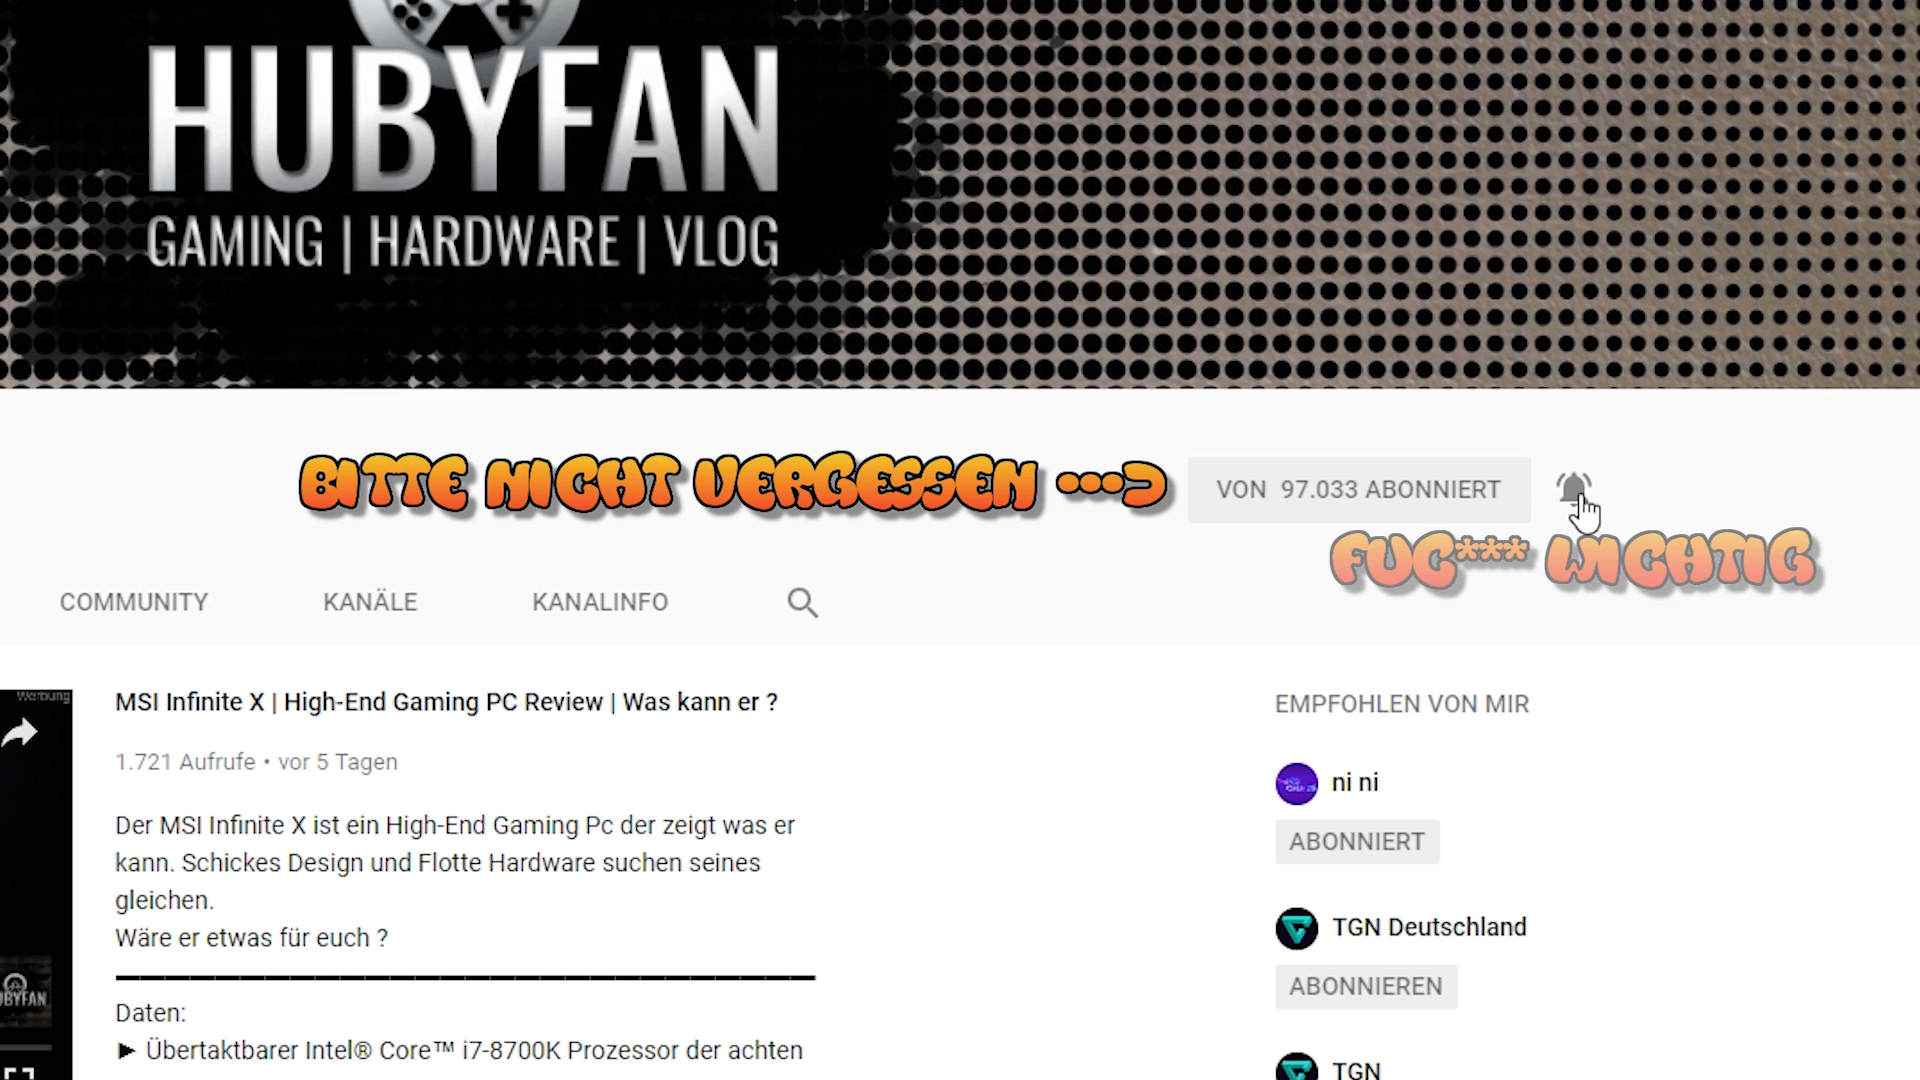 HUBYFAN
GAMING | HARDWARE | VLOG
BITTE NICHT VERGESSEN
VON 97.033 ABONNIERT
FUC*** WICHTIG
COMMUNITY KANÄLE KANALINFO
Werbung
MSI Infinite X | High-End Gaming PC Review | Was kann er ?
1.721 Aufrufe • vor 5 Tagen
Der MSI Infinite X ist ein High-End Gaming Pc der zeigt was er
kann. Schickes Design und Flotte Hardware suchen seines
gleichen.
Wäre er etwas für euch ?
Daten:
► Übertaktbarer Intel® Core™ i7-8700K Prozessor der achten
UBYFAN
EMPFOHLEN VON MIR
ni ni
ABONNIERT
TGN Deutschland
ABONNIEREN
TGN